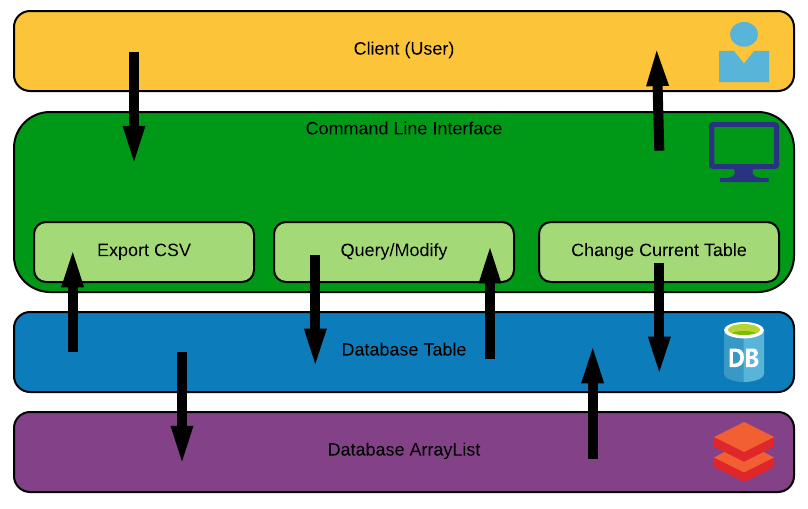 Client (User)
Command Line Interface
Export CSV
Query/Modify
Change Current Table
Database Table
DB
Database ArrayList